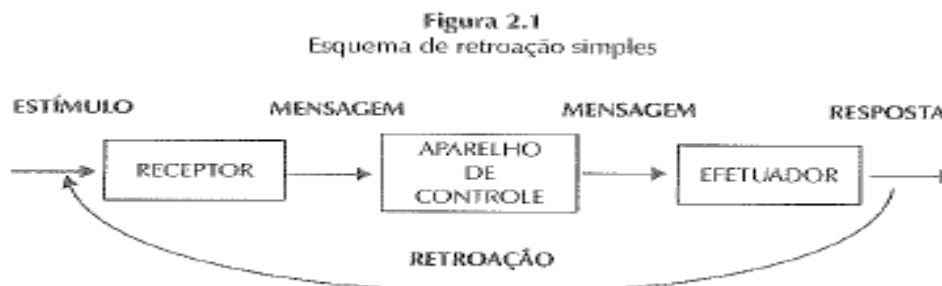 Figura 2.1
Esquema de retroação simples
ESTÍMULO
MENSAGEM
MENSAGEM
RESPOSTA
RECEPTOR
APARELHO
DE
CONTROLE
EFETUADOR
RETROAÇÃO